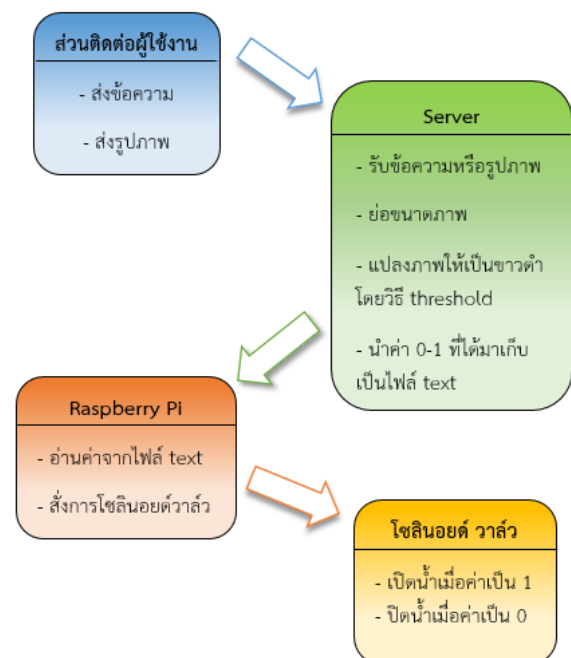 ส่วนติดต่อผู้ใช้งาน
- ส่งข้อความ
- ส่งรูปภาพ
Server
- รับข้อความหรือรูปภาพ
- ย่อขนาดภาพ
- แปลงภาพให้เป็นขาวดำ
โดยวิธี threshold
- นำค่า 0-1 ที่ได้มาเก็บ
เป็นไฟล์ text
Raspberry Pi
- อ่านค่าจากไฟล์ text
- สั่งการโซลินอยด์วาล์ว
โซลินอยด์ วาล์ว
- เปิดน้ำเมื่อค่าเป็น 1
- ปิดน้ำเมื่อค่าเป็น 0